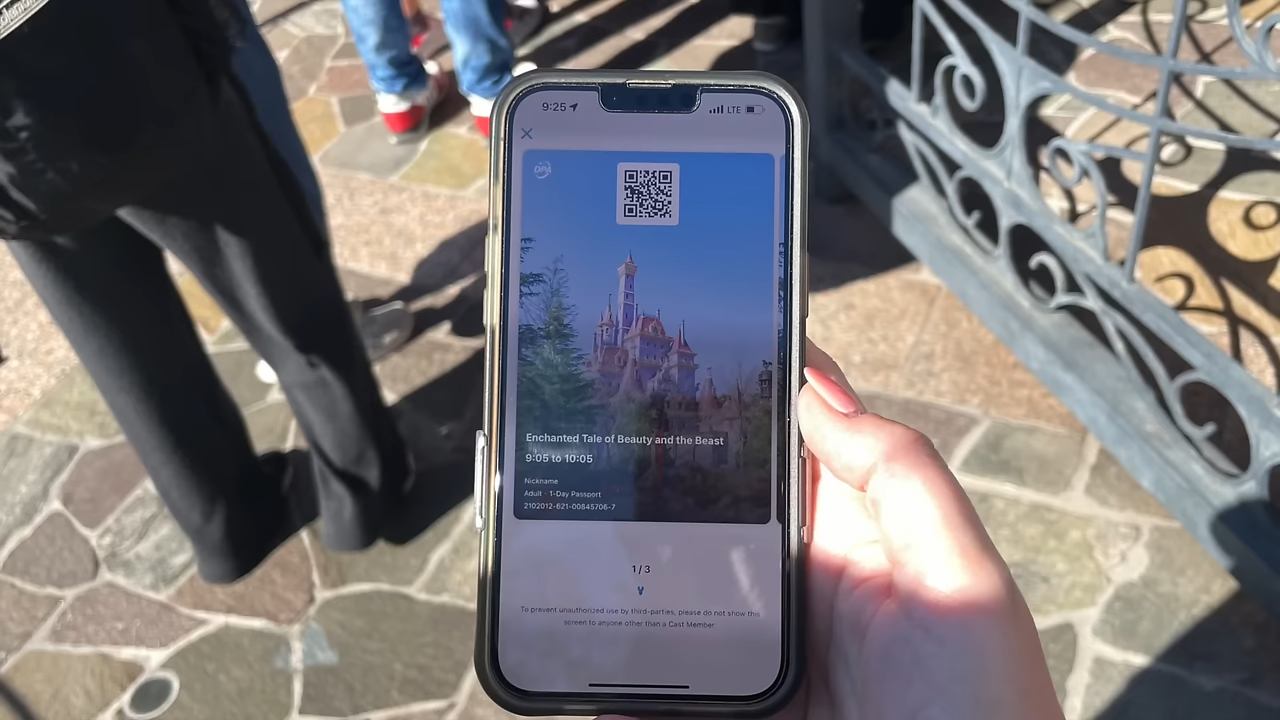 9:25
LTE
DPA
Enchanted Tale of Beauty and the Beast
9:05 to 10:05
Nickname
Adult · 1-Day Passport
2102012-621-00845706-7
1 / 3
To prevent unauthorized use by third-parties, please do not show this
screen to anyone other than a Cast Member